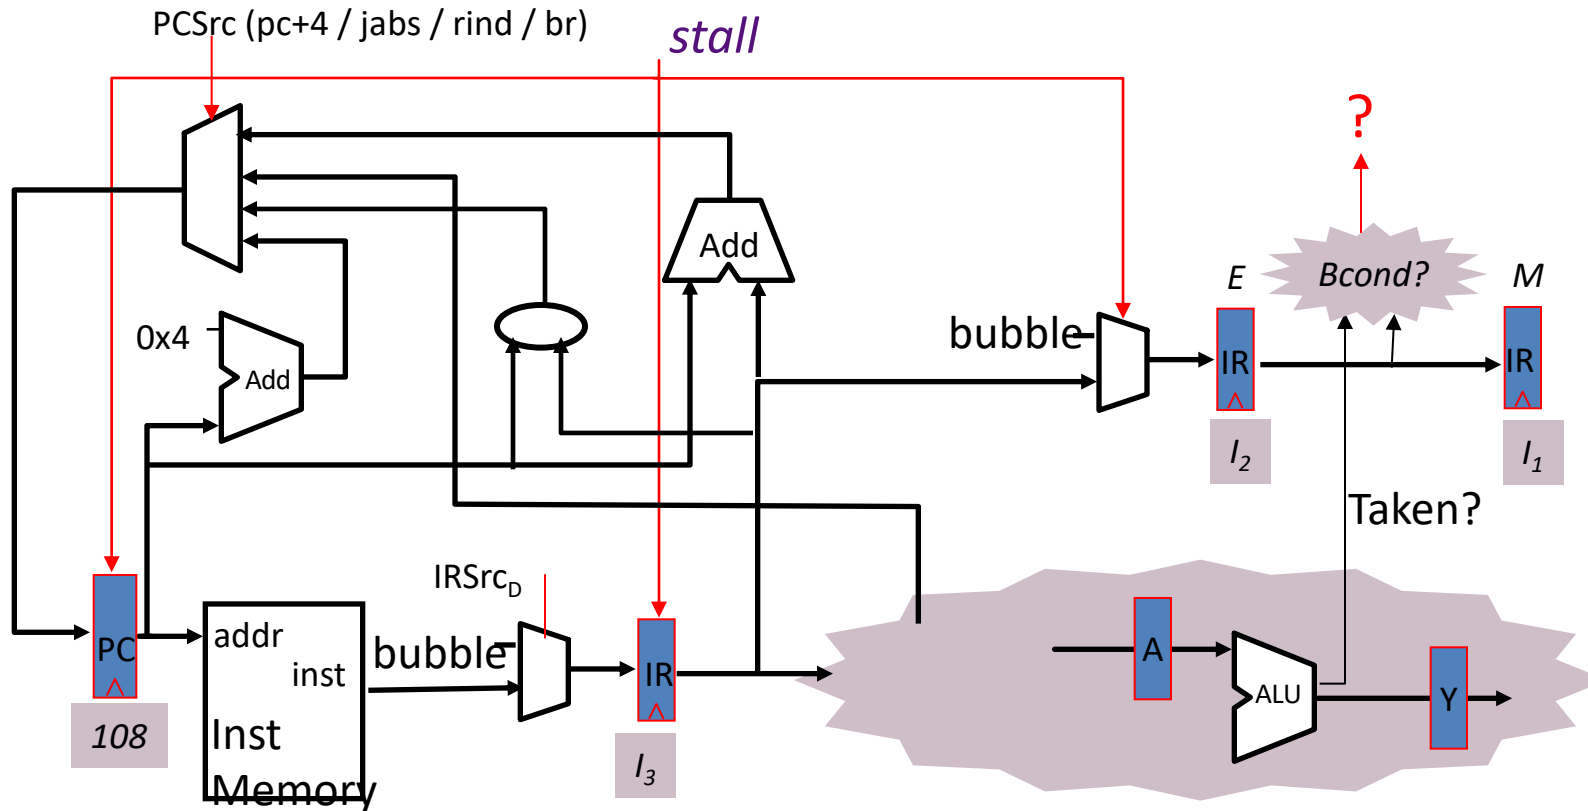 PCSrc (pc+4 / jabs / rind / br)
stall
?
Add
E
Bcond?
M
0x4
Add
bubble
IR
IR
I2
I1
Taken?
IRSrcD
PC
addr
inst
bubble
IR
A
ALU
Y
108
Inst
Memory
I3